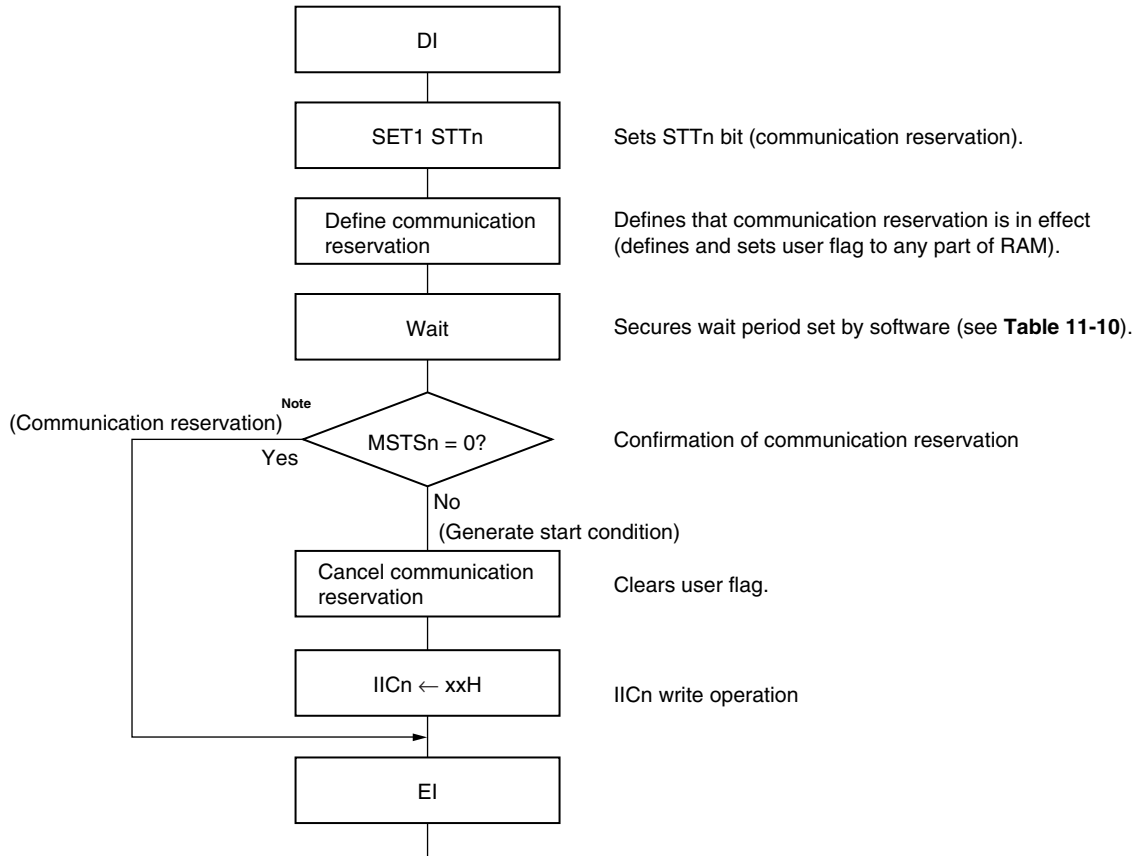 DI
SET1 STTn
Sets STTn bit (communication reservation).
Define communication
reservation
Defines that communication reservation is in effect
(defines and sets user flag to any part of RAM).
Wait
Secures wait period set by software (see Table 11-10).
(Communication reservation) Note
MSTSn = 0?
Confirmation of communication reservation
Yes
No
(Generate start condition)
Cancel communication
reservation
Clears user flag.
IICn ← xxH
IICn write operation
EI